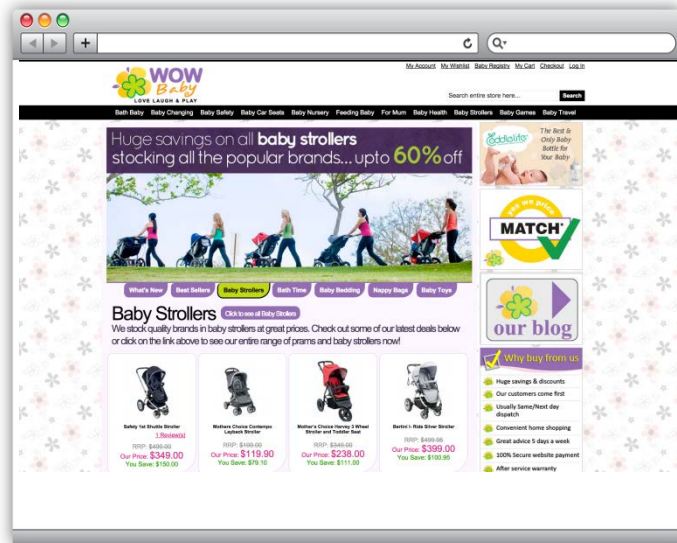 My Account My Wishlist Baby Registry My Cart Checkout Log In
WOW
Baby
LOVE LAUGH & PLAY
Search entire store here... Search
Bath Baby Baby Changing Baby Safety Baby Car Seats Baby Nursery Feeding Baby For Mum Baby Health Baby Strollers Baby Games Baby Travel
Huge savings on all baby strollers
stocking all the popular brands... upto 60% off
The Best &
Only Baby
Bottle for
Your Baby
yes we price
MATCH
What's New Best Sellers Baby Strollers Bath Time Baby Bedding Nappy Bags Baby Toys
our blog
Baby Strollers Click to see all Baby Strollers
We stock quality brands in baby strollers at great prices. Check out some of our latest deals below
or click on the link above to see our entire range of prams and baby strollers now!
Safety 1st Shuttle Stroller
1 Review(s)
RRP: $499.00
Our Price: $349.00
You Save: $150.00
Mothers Choice Contempo
Layback Stroller
RRP: $199.00
Our Price: $119.90
You Save: $79.10
Mother's Choice Harvey 3 Wheel
Stroller and Toddler Seat
RRP: $349.00
Our Price: $238.00
You Save: $111.00
Bertini I- Ride Silver Stroller
RRP: $499.95
Our Price: $399.00
You Save: $100.95
Why buy from us
Huge savings & discounts
Our customers come first
Usually Same/Next day
dispatch
Convenient home shopping
Great advice 5 days a week
100% Secure website payment
After service warranty